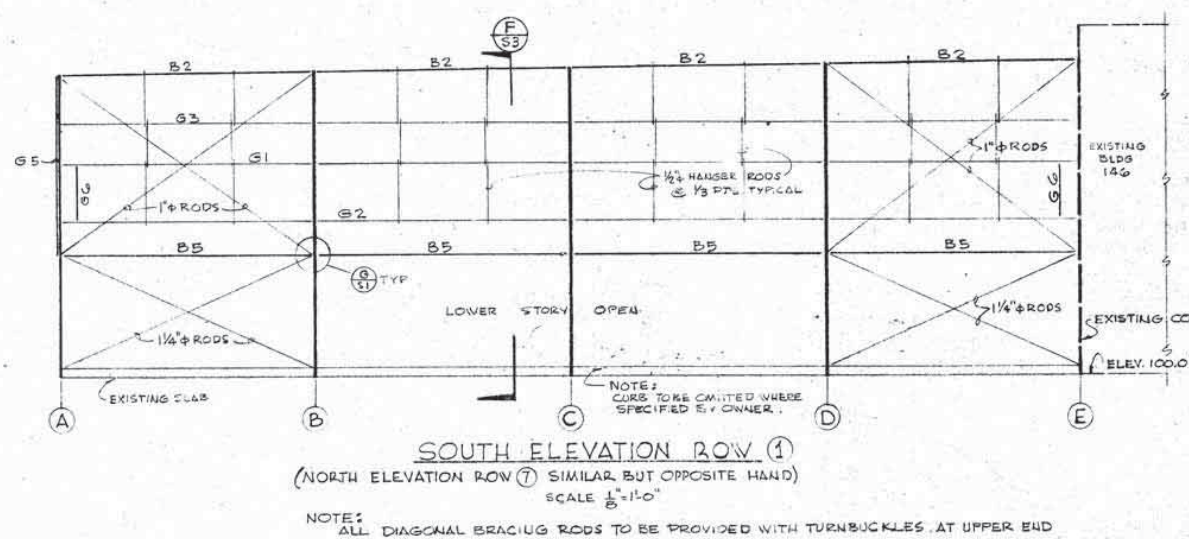 F
S3
B2 B2 B2 B2
G3
G5 G1
1"φ RODS
EXISTING
BLDG
146
½"φ HANGER RODS
@ ⅓ PTS. TYPICAL
G6 G6
1"φ RODS
G2
B5 B5 B5 B5
G
S1 TYP
LOWER STORY OPEN
1¼"φ RODS
1¼"φ RODS
EXISTING
ELEV. 100.0
EXISTING SLAB
NOTE:
CURB TO BE OMITTED WHERE
SPECIFIED BY OWNER.
A B C D E
SOUTH ELEVATION ROW 1
(NORTH ELEVATION ROW 7 SIMILAR BUT OPPOSITE HAND)
SCALE ⅛"=1'-0"
NOTE:
ALL DIAGONAL BRACING RODS TO BE PROVIDED WITH TURNBUCKLES AT UPPER END